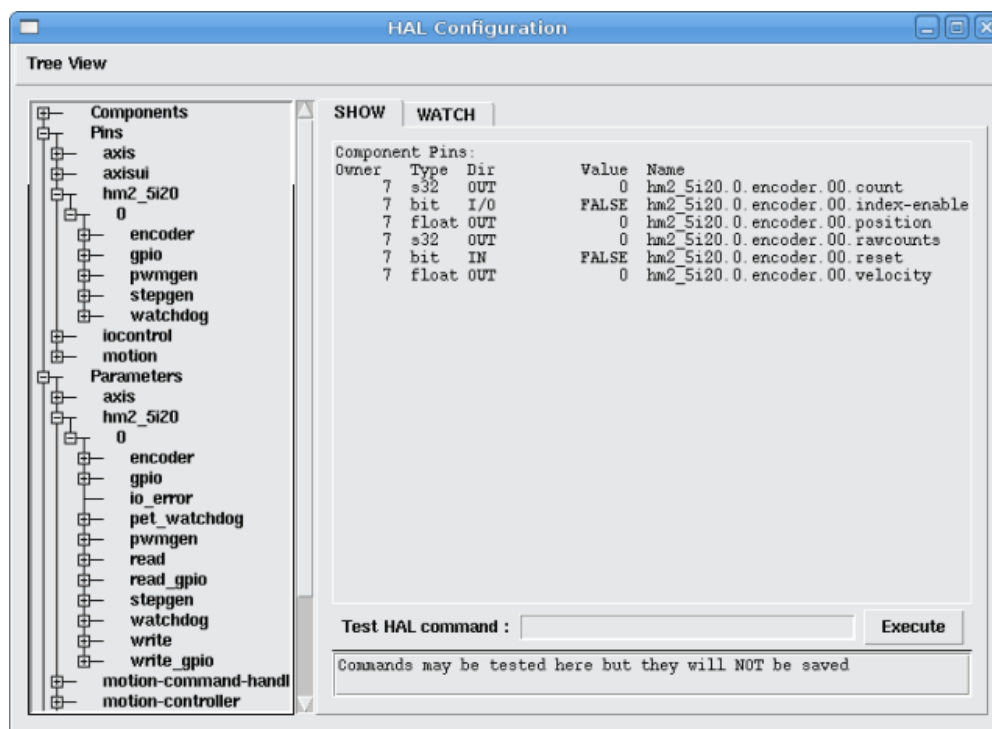 HAL Configuration
Tree View
Components
Pins
axis
axisui
hm2_5i20
0
encoder
gpio
pwmgen
stepgen
watchdog
iocontrol
motion
Parameters
axis
hm2_5i20
0
encoder
gpio
io_error
pet_watchdog
pwmgen
read
read_gpio
stepgen
watchdog
write
write_gpio
motion-command-handl
motion-controller
SHOW WATCH
Component Pins:
Owner Type Dir Value Name
7 s32 OUT 0 hm2_5i20.0.encoder.00.count
7 bit I/O FALSE hm2_5i20.0.encoder.00.index-enable
7 float OUT 0 hm2_5i20.0.encoder.00.position
7 s32 OUT 0 hm2_5i20.0.encoder.00.rawcounts
7 bit IN FALSE hm2_5i20.0.encoder.00.reset
7 float OUT 0 hm2_5i20.0.encoder.00.velocity
Test HAL command : Execute
Commands may be tested here but they will NOT be saved